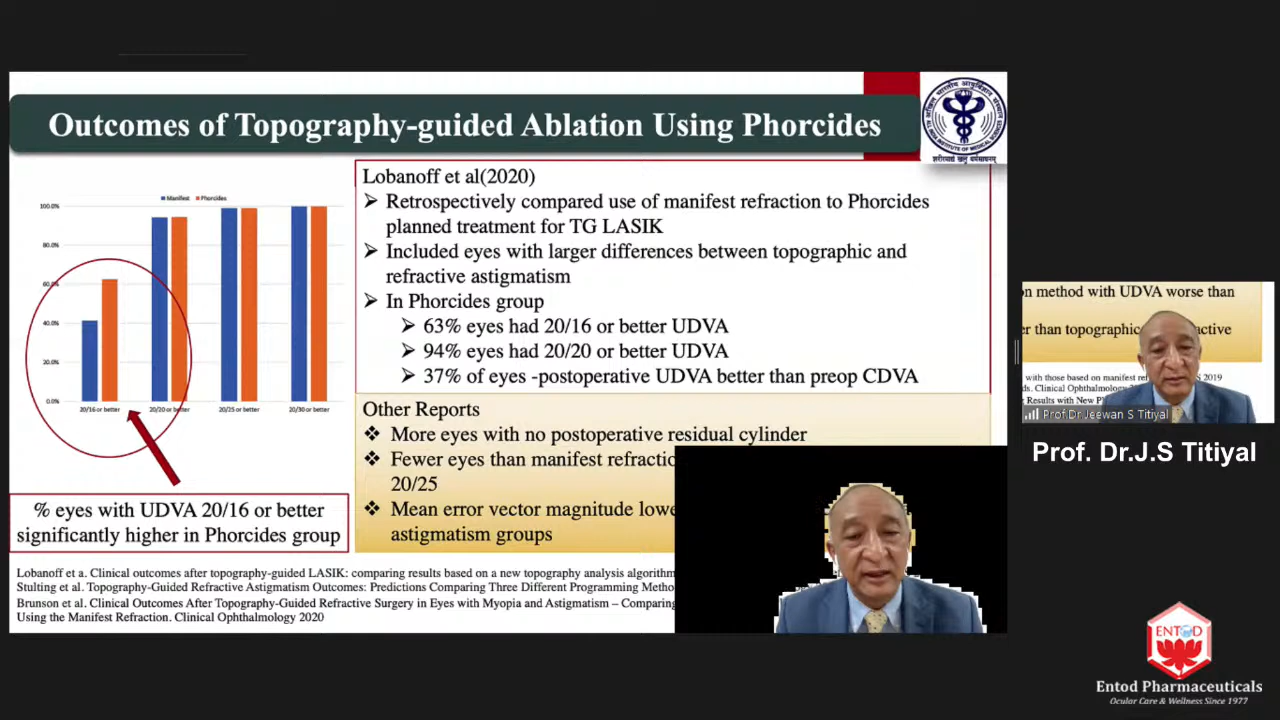 Outcomes of Topography-guided Ablation Using Phorcides
शरीरमाद्यं खलु धर्मसाधनम्
Manifest Phorcides
100.0%
80.0%
60.0%
40.0%
20.0%
0.0%
20/16 or better 20/20 or better 20/25 or better 20/30 or better
% eyes with UDVA 20/16 or better
significantly higher in Phorcides group
Lobanoff et al(2020)
➤ Retrospectively compared use of manifest refraction to Phorcides
planned treatment for TG LASIK
➤ Included eyes with larger differences between topographic and
refractive astigmatism
➤ In Phorcides group
➤ 63% eyes had 20/16 or better UDVA
➤ 94% eyes had 20/20 or better UDVA
➤ 37% of eyes -postoperative UDVA better than preop CDVA
Other Reports
❖ More eyes with no postoperative residual cylinder
❖ Fewer eyes than manifest
20/25
❖ Mean error vector magnitude
astigmatism groups
Lobanoff et a. Clinical outcomes after topography-guided LASIK: comparing results based on a new topography analysis algorithm
Stulting et al. Topography-Guided Refractive Astigmatism Outcomes: Predictions Comparing Three Different Programming
Brunson et al. Clinical Outcomes After Topography-Guided Refractive Surgery in Eyes with Myopia and Astigmatism – Comparing
Using the Manifest Refraction. Clinical Ophthalmology 2020
on method with UDVA worse than
than topographic
with those based on manifest 2019
Clinical
Results with New
Prof.Dr.Jeewan S Titiyal
Prof. Dr.J.S Titiyal
ENTOD
Entod Pharmaceuticals
Ocular Care & Wellness Since 1977